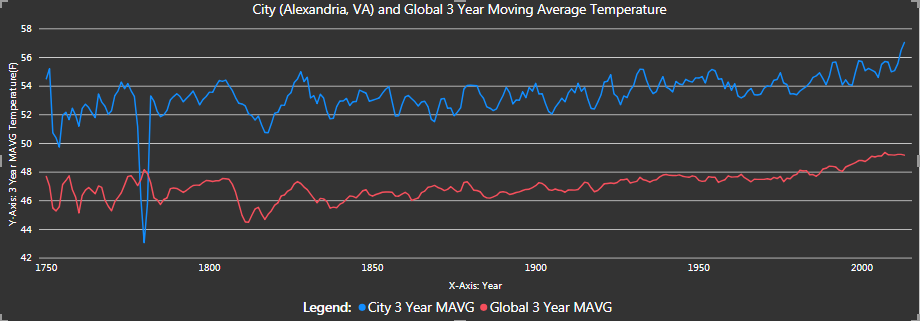 City (Alexandria, VA) and Global 3 Year Moving Average Temperature
Y-Axis: 3 Year MAVG Temperature(F)
58
56
54
52
50
48
46
44
42
1750 1800 1850 1900 1950 2000
X-Axis: Year
Legend: City 3 Year MAVG Global 3 Year MAVG